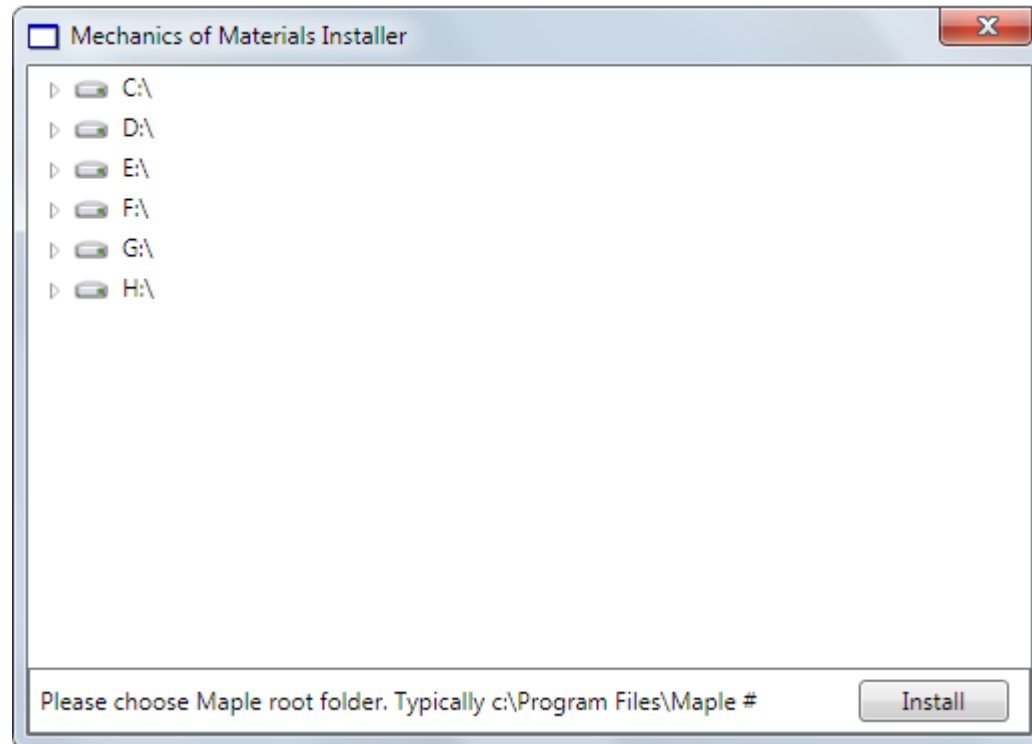 Mechanics of Materials Installer
C:\
D:\
E:\
F:\
G:\
H:\
Please choose Maple root folder. Typically c:\Program Files\Maple #
Install